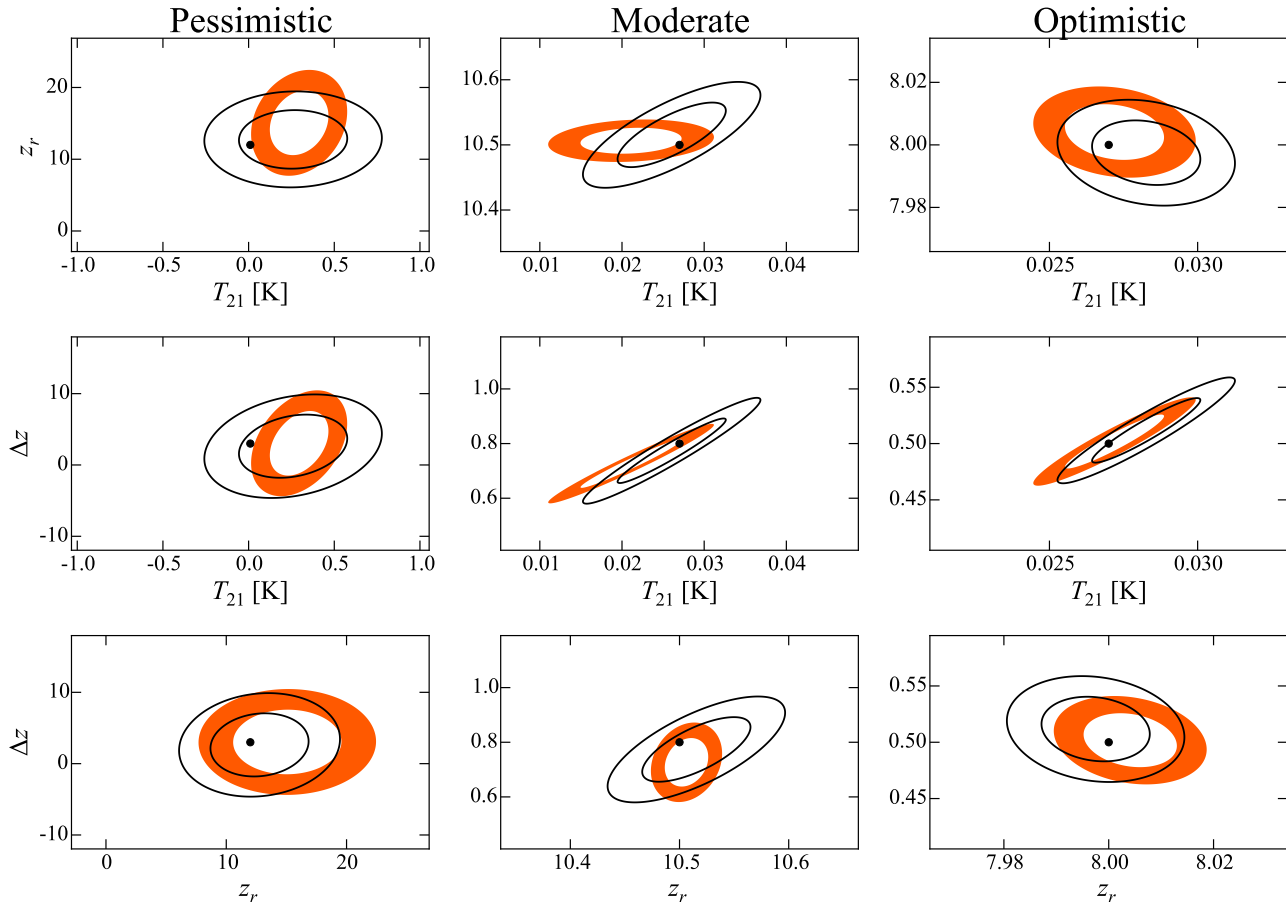 Pessimistic Moderate Optimistic
20 10.6 8.02
z_r 10 10.5 8.00
0 10.4 7.98
-1.0 -0.5 0.0 0.5 1.0 0.01 0.02 0.03 0.04 0.025 0.030
T_21 [K] T_21 [K] T_21 [K]
10 1.0 0.55
Δz 0 0.8 0.50
-10 0.6 0.45
-1.0 -0.5 0.0 0.5 1.0 0.01 0.02 0.03 0.04 0.025 0.030
T_21 [K] T_21 [K] T_21 [K]
10 1.0 0.55
Δz 0 0.8 0.50
-10 0.6 0.45
0 10 20 10.4 10.5 10.6 7.98 8.00 8.02
z_r z_r z_r